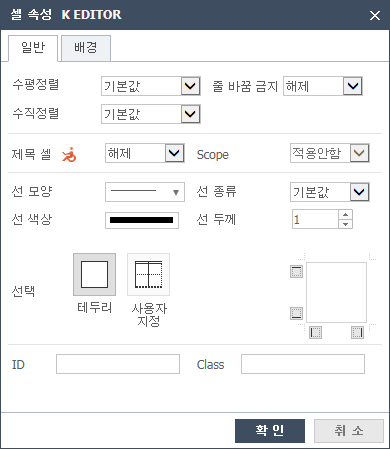 셀 속성 K EDITOR
일반 배경
수평정렬 기본값 줄 바꿈 금지 해제
수직정렬 기본값
제목 셀 해제 Scope 적용안함
선 모양 선 종류 기본값
선 색상 선 두께 1
선택 테두리 사용자
지정
ID Class
확 인 취 소